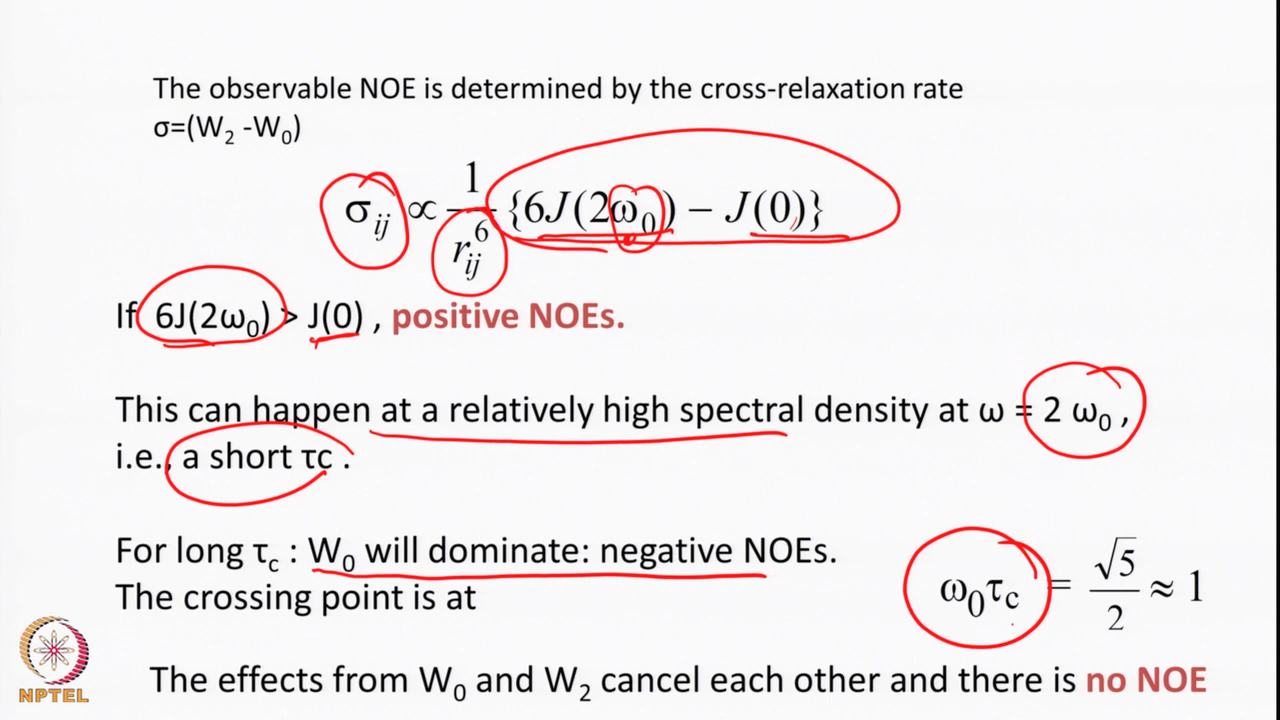 The observable NOE is determined by the cross-relaxation rate
σ=(W₂ -W₀)
σᵢⱼ ∝ 1/rᵢⱼ⁶ {6J(2ω₀) − J(0)}
If 6J(2ω₀) > J(0) , positive NOEs.
This can happen at a relatively high spectral density at ω = 2 ω₀ ,
i.e., a short τc .
For long τc : W₀ will dominate: negative NOEs.
The crossing point is at
ω₀τc = √5/2 ≈ 1
The effects from W₀ and W₂ cancel each other and there is no NOE
NPTEL